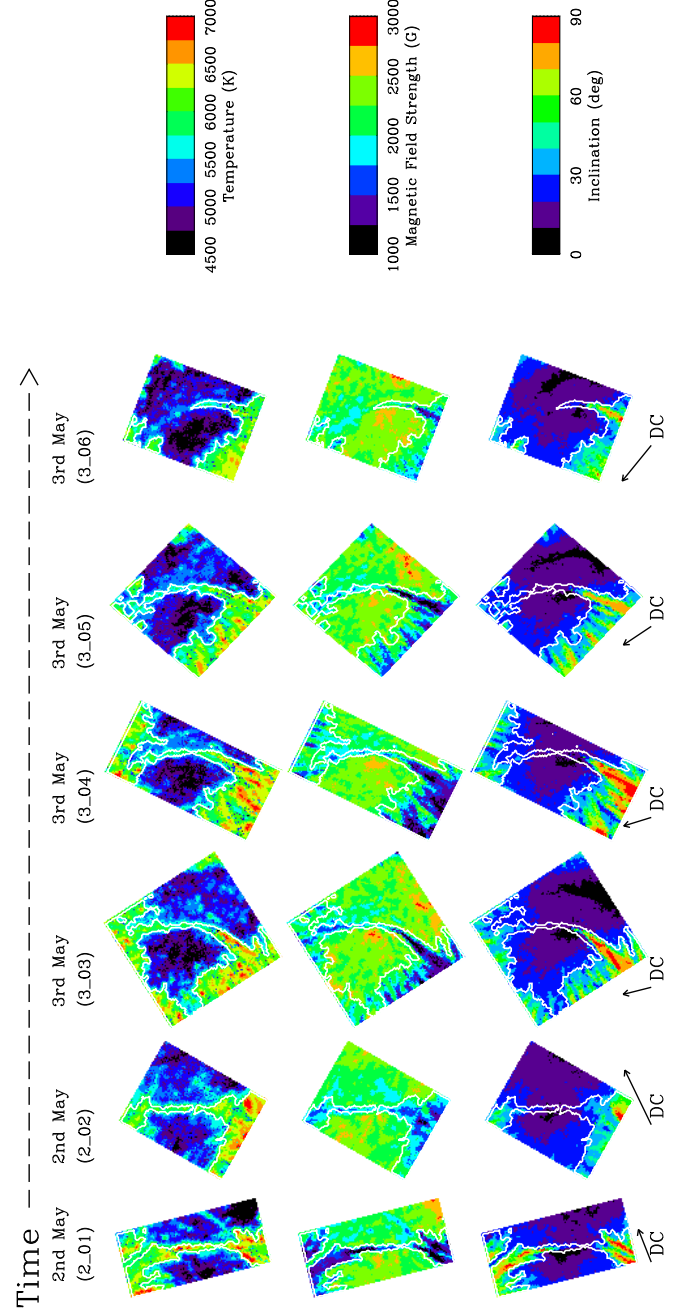 Time — — — — — — — — — — — — — — — — — — — — — >
2nd May
(2_01)
2nd May
(2_02)
3rd May
(3_03)
3rd May
(3_04)
3rd May
(3_05)
3rd May
(3_06)
4500 5000 5500 6000 6500 7000
Temperature (K)
1000 1500 2000 2500 3000
Magnetic Field Strength (G)
0 30 60 90
Inclination (deg)
DC
DC
DC
DC
DC
DC